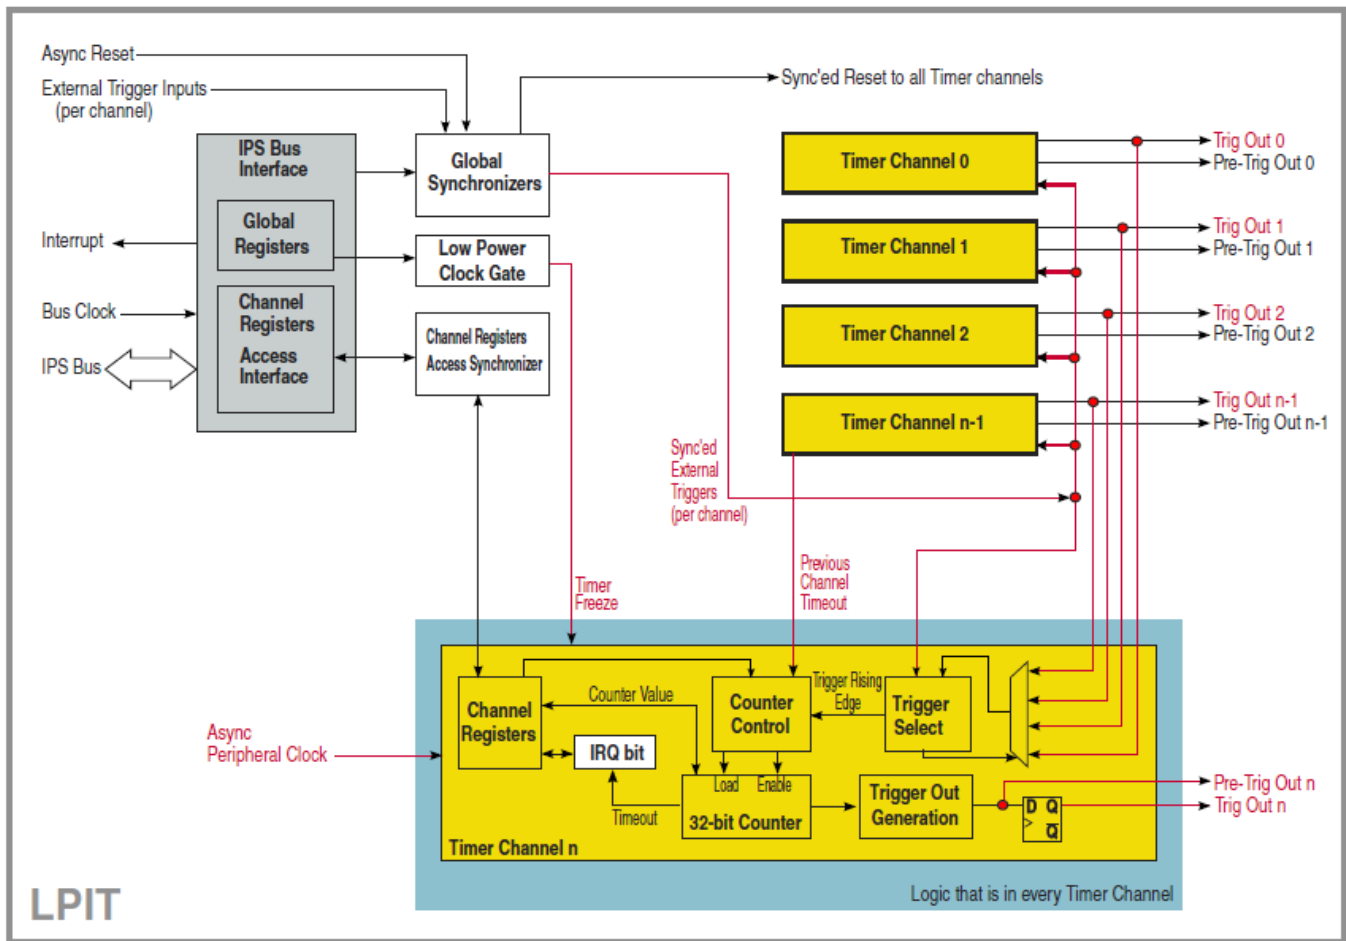 Async Reset
External Trigger Inputs
(per channel)
Sync'ed Reset to all Timer channels
IPS Bus
Interface
Global
Registers
Channel
Registers
Access
Interface
Interrupt
Bus Clock
IPS Bus
Global
Synchronizers
Low Power
Clock Gate
Channel Registers
Access Synchronizer
Timer Channel 0
Trig Out 0
Pre-Trig Out 0
Timer Channel 1
Trig Out 1
Pre-Trig Out 1
Timer Channel 2
Trig Out 2
Pre-Trig Out 2
Timer Channel n-1
Trig Out n-1
Pre-Trig Out n-1
Sync'ed
External
Triggers
(per channel)
Previous
Channel
Timeout
Timer
Freeze
Async
Peripheral Clock
Channel
Registers
Counter Value
IRQ bit
Timeout
Counter
Control
Load Enable
32-bit Counter
Trigger Rising
Edge
Trigger
Select
Trigger Out
Generation
D Q
Q
Pre-Trig Out n
Trig Out n
Timer Channel n
Logic that is in every Timer Channel
LPIT